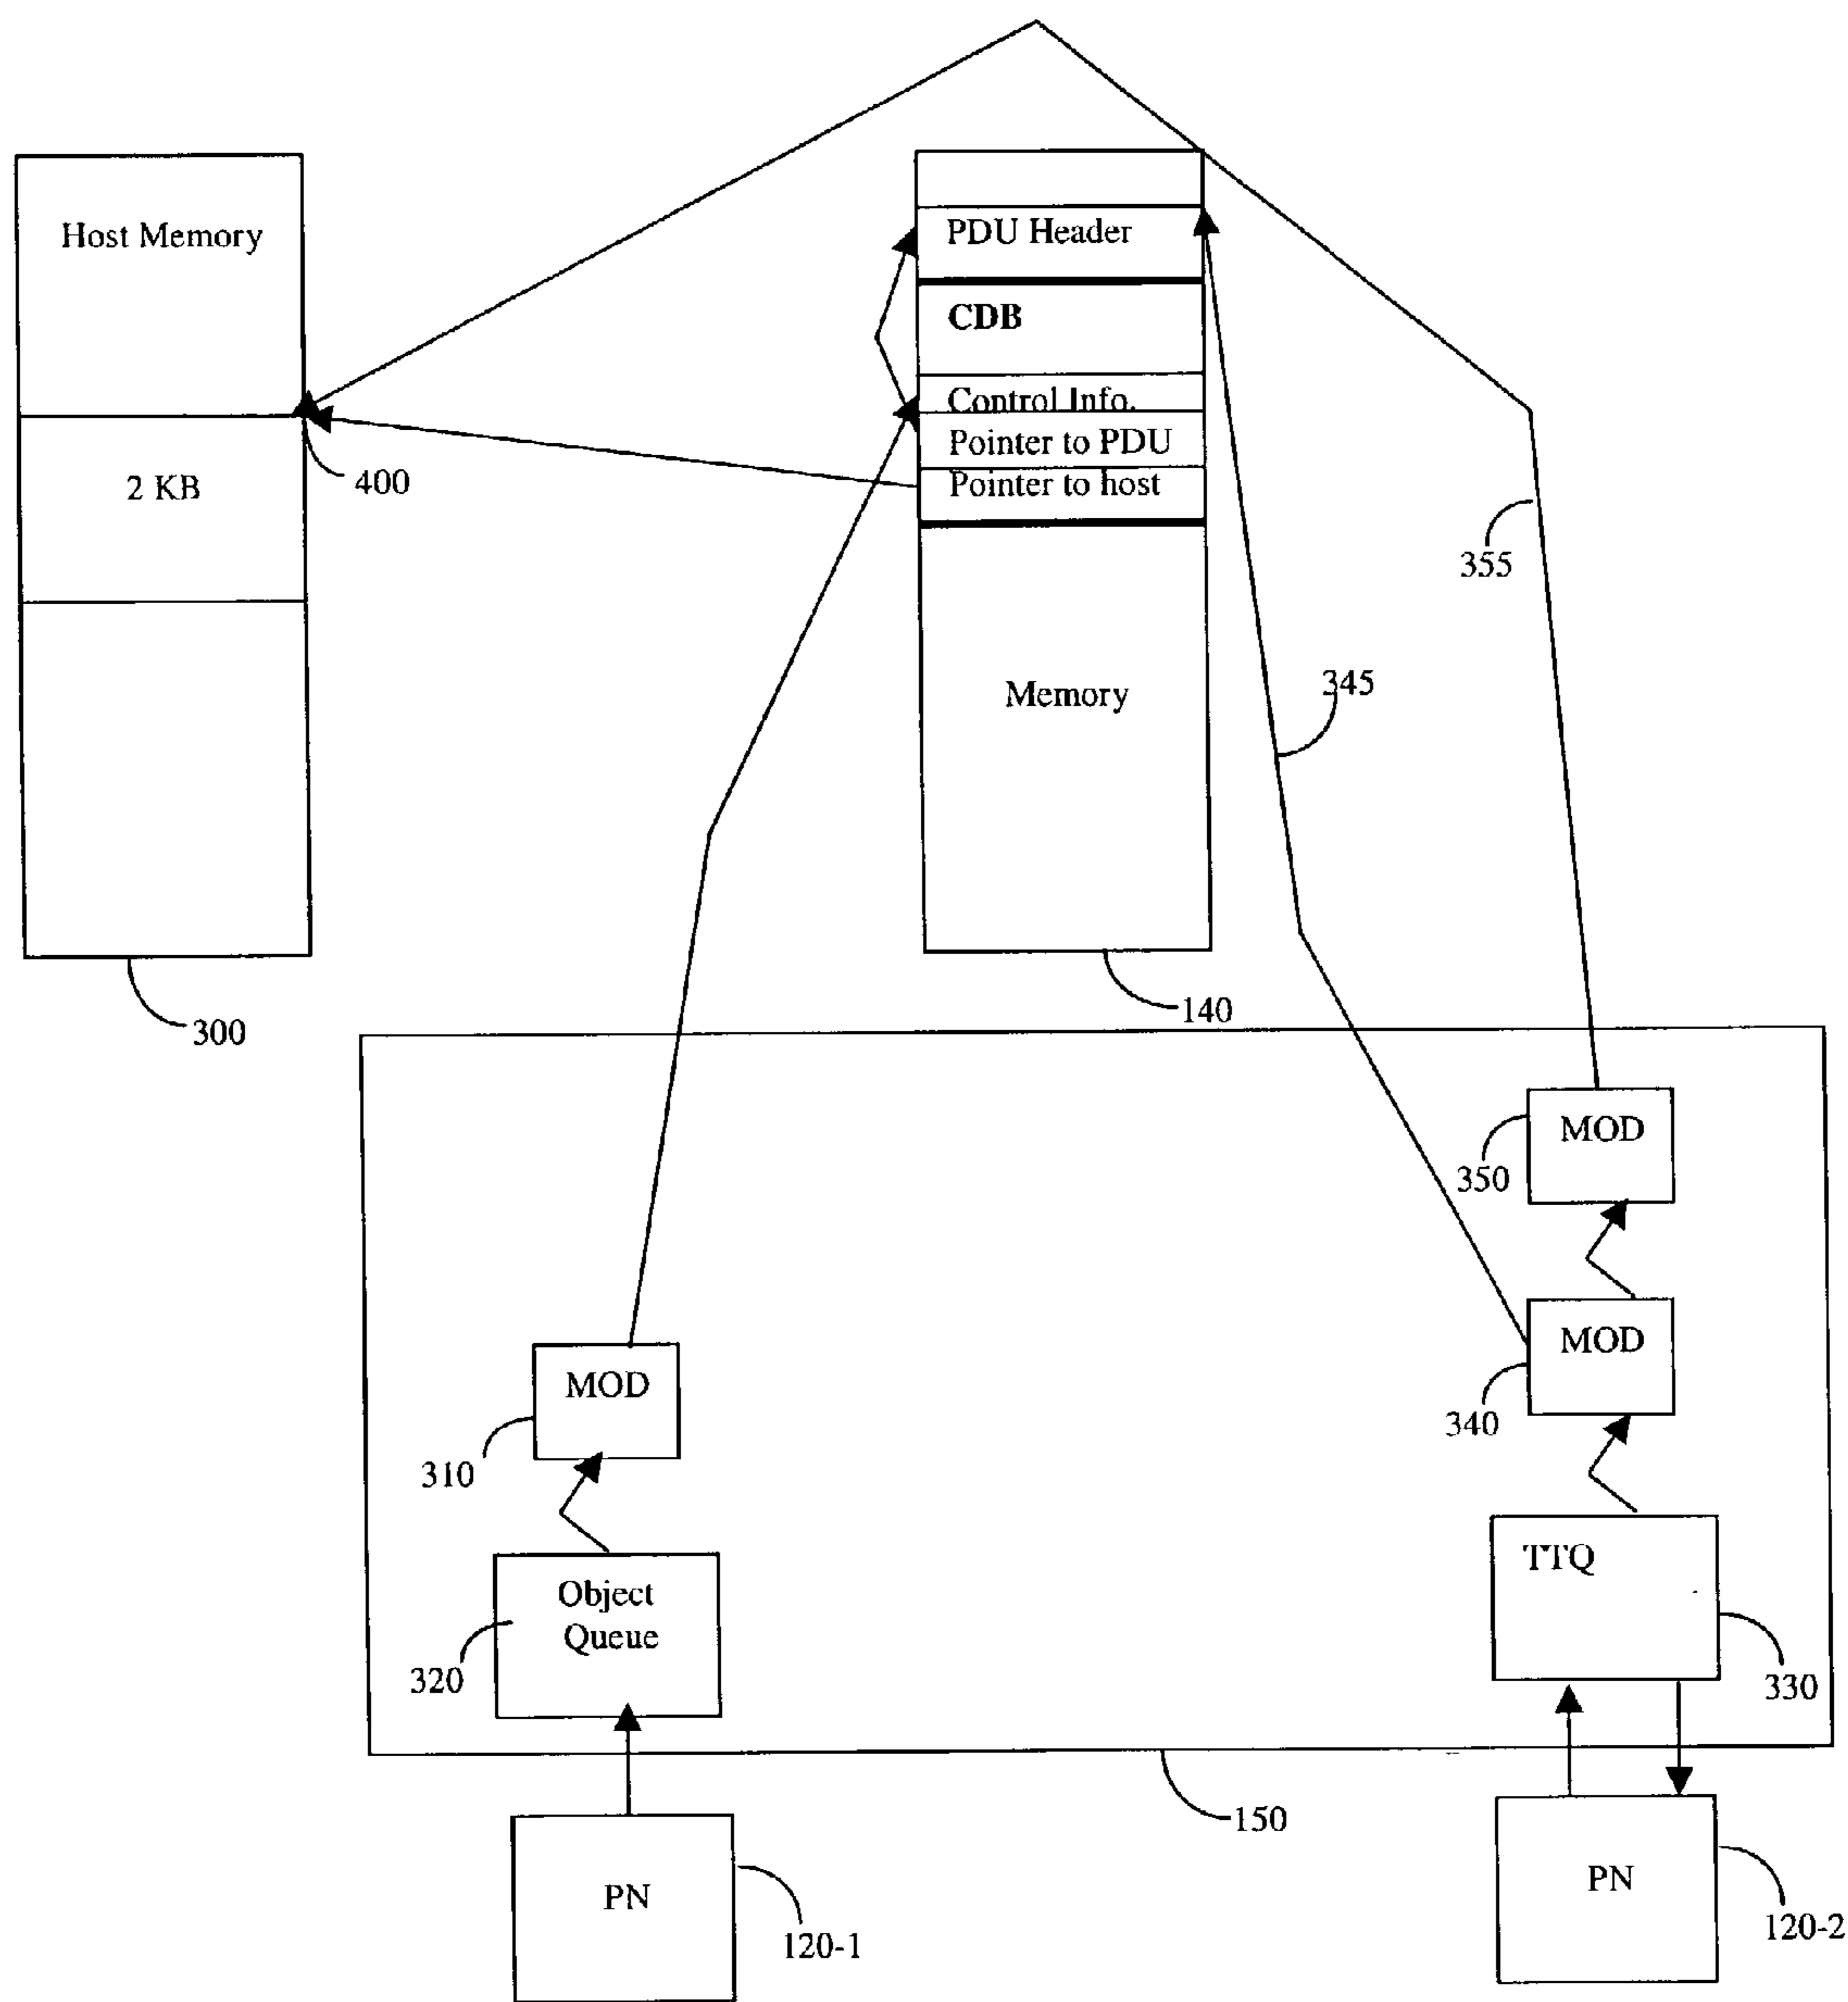 Host Memory
2 KB
400
300
PDU Header
CDB
Control Info.
Pointer to PDU
Pointer to host
Memory
140
355
345
MOD
350
MOD
340
MOD
310
Object
Queue
320
TTQ
330
150
PN
120-1
PN
120-2